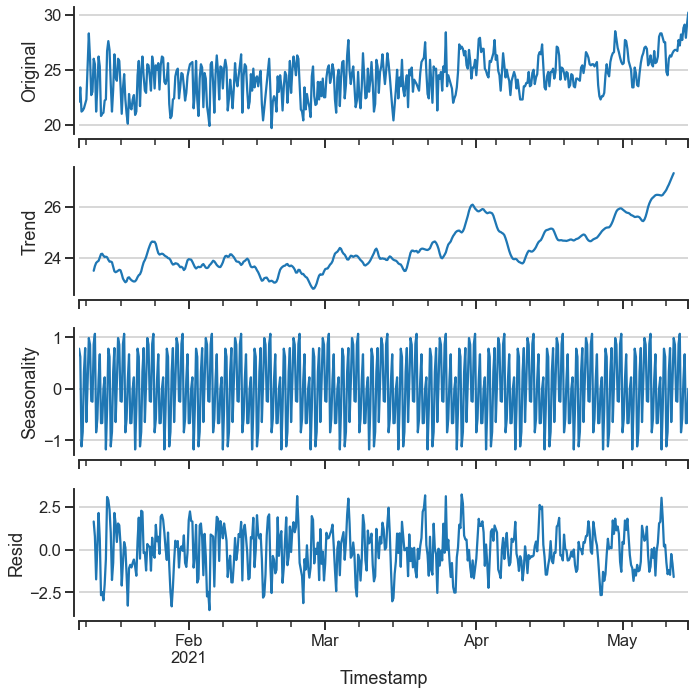 Original
30
25
20
Trend
26
24
Seasonality
1
0
−1
Resid
2.5
0.0
−2.5
Feb
2021
Mar
Apr
May
Timestamp